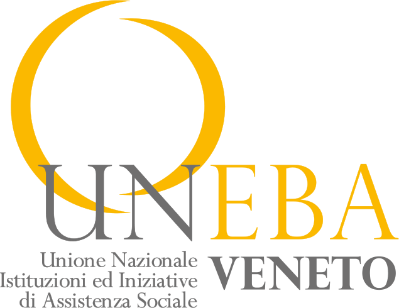 UNEBA
Unione Nazionale
Istituzioni ed Iniziative
di Assistenza Sociale
VENETO